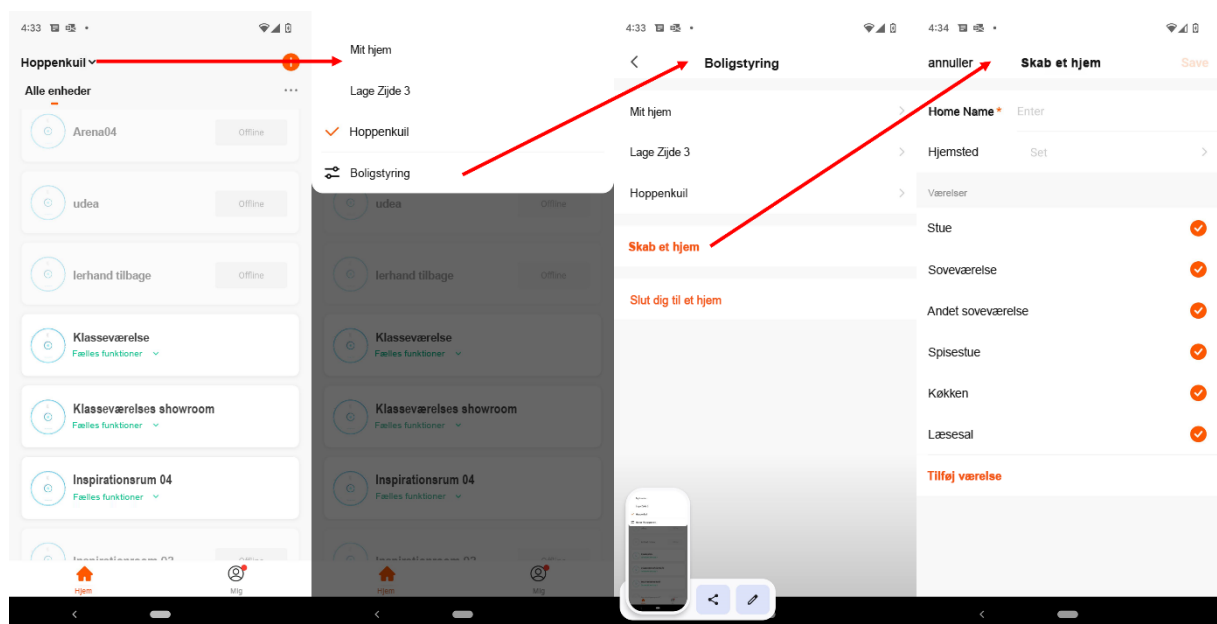 4:33
Hoppenkuil
Alle enheder
Arena04
Offline
udea
Offline
lerhand tilbage
Offline
Klasseværelse
Fælles funktioner
Klasseværelses showroom
Fælles funktioner
Inspirationsrum 04
Fælles funktioner
Hjem
Mig
Mit hjem
Lage Zijde 3
Hoppenkuil
Boligstyring
udea
Offline
lerhand tilbage
Offline
Klasseværelse
Fælles funktioner
Klasseværelses showroom
Fælles funktioner
Inspirationsrum 04
Fælles funktioner
Hjem
Mig
4:33
Boligstyring
Mit hjem
Lage Zijde 3
Hoppenkuil
Skab et hjem
Slut dig til et hjem
4:34
annuller
Skab et hjem
Save
Home Name *
Enter
Hjemsted
Set
Værelser
Stue
Soveværelse
Andet soveværelse
Spisestue
Køkken
Læsesal
Tilføj værelse